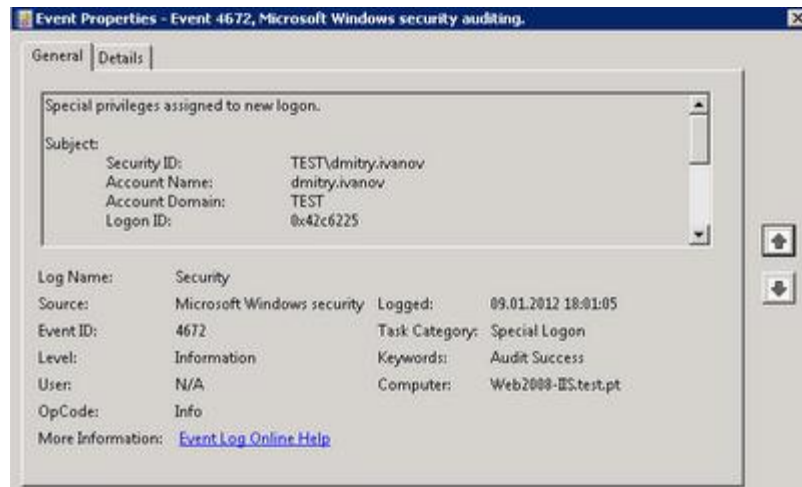 Event Properties - Event 4672, Microsoft Windows security auditing.
General Details
Special privileges assigned to new logon.
Subject:
Security ID: TEST\dmitry.ivanov
Account Name: dmitry.ivanov
Account Domain: TEST
Logon ID: 0x42c6225
Log Name: Security
Source: Microsoft Windows security Logged: 09.01.2012 18:01:05
Event ID: 4672 Task Category: Special Logon
Level: Information Keywords: Audit Success
User: N/A Computer: Web2008-IIS.test.pt
OpCode: Info
More Information: Event Log Online Help